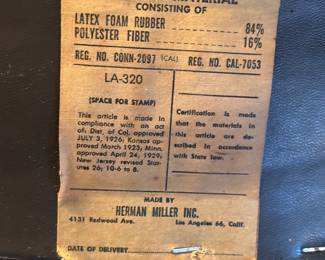 MATERIAL
CONSISTING OF
LATEX FOAM RUBBER 84%
POLYESTER FIBER 16%
REG. NO. CONN-2097 (CAL) REG. NO. CAL-7053
LA-320
(SPACE FOR STAMP)
This article is made in
compliance with an act
of: Dist. of Col. approved
JULY 3, 1926; Kansas ap-
proved March 1923; Minn.
approved April 24, 1929;
New Jersey revised Stat-
utes 26; 10-6 to 8.
Certification is made
that the materials in
this article are de-
scribed in accordance
with State law.
MADE BY
HERMAN MILLER INC.
4131 Redwood Ave. Los Angeles 66, Calif.
DATE OF DELIVERY